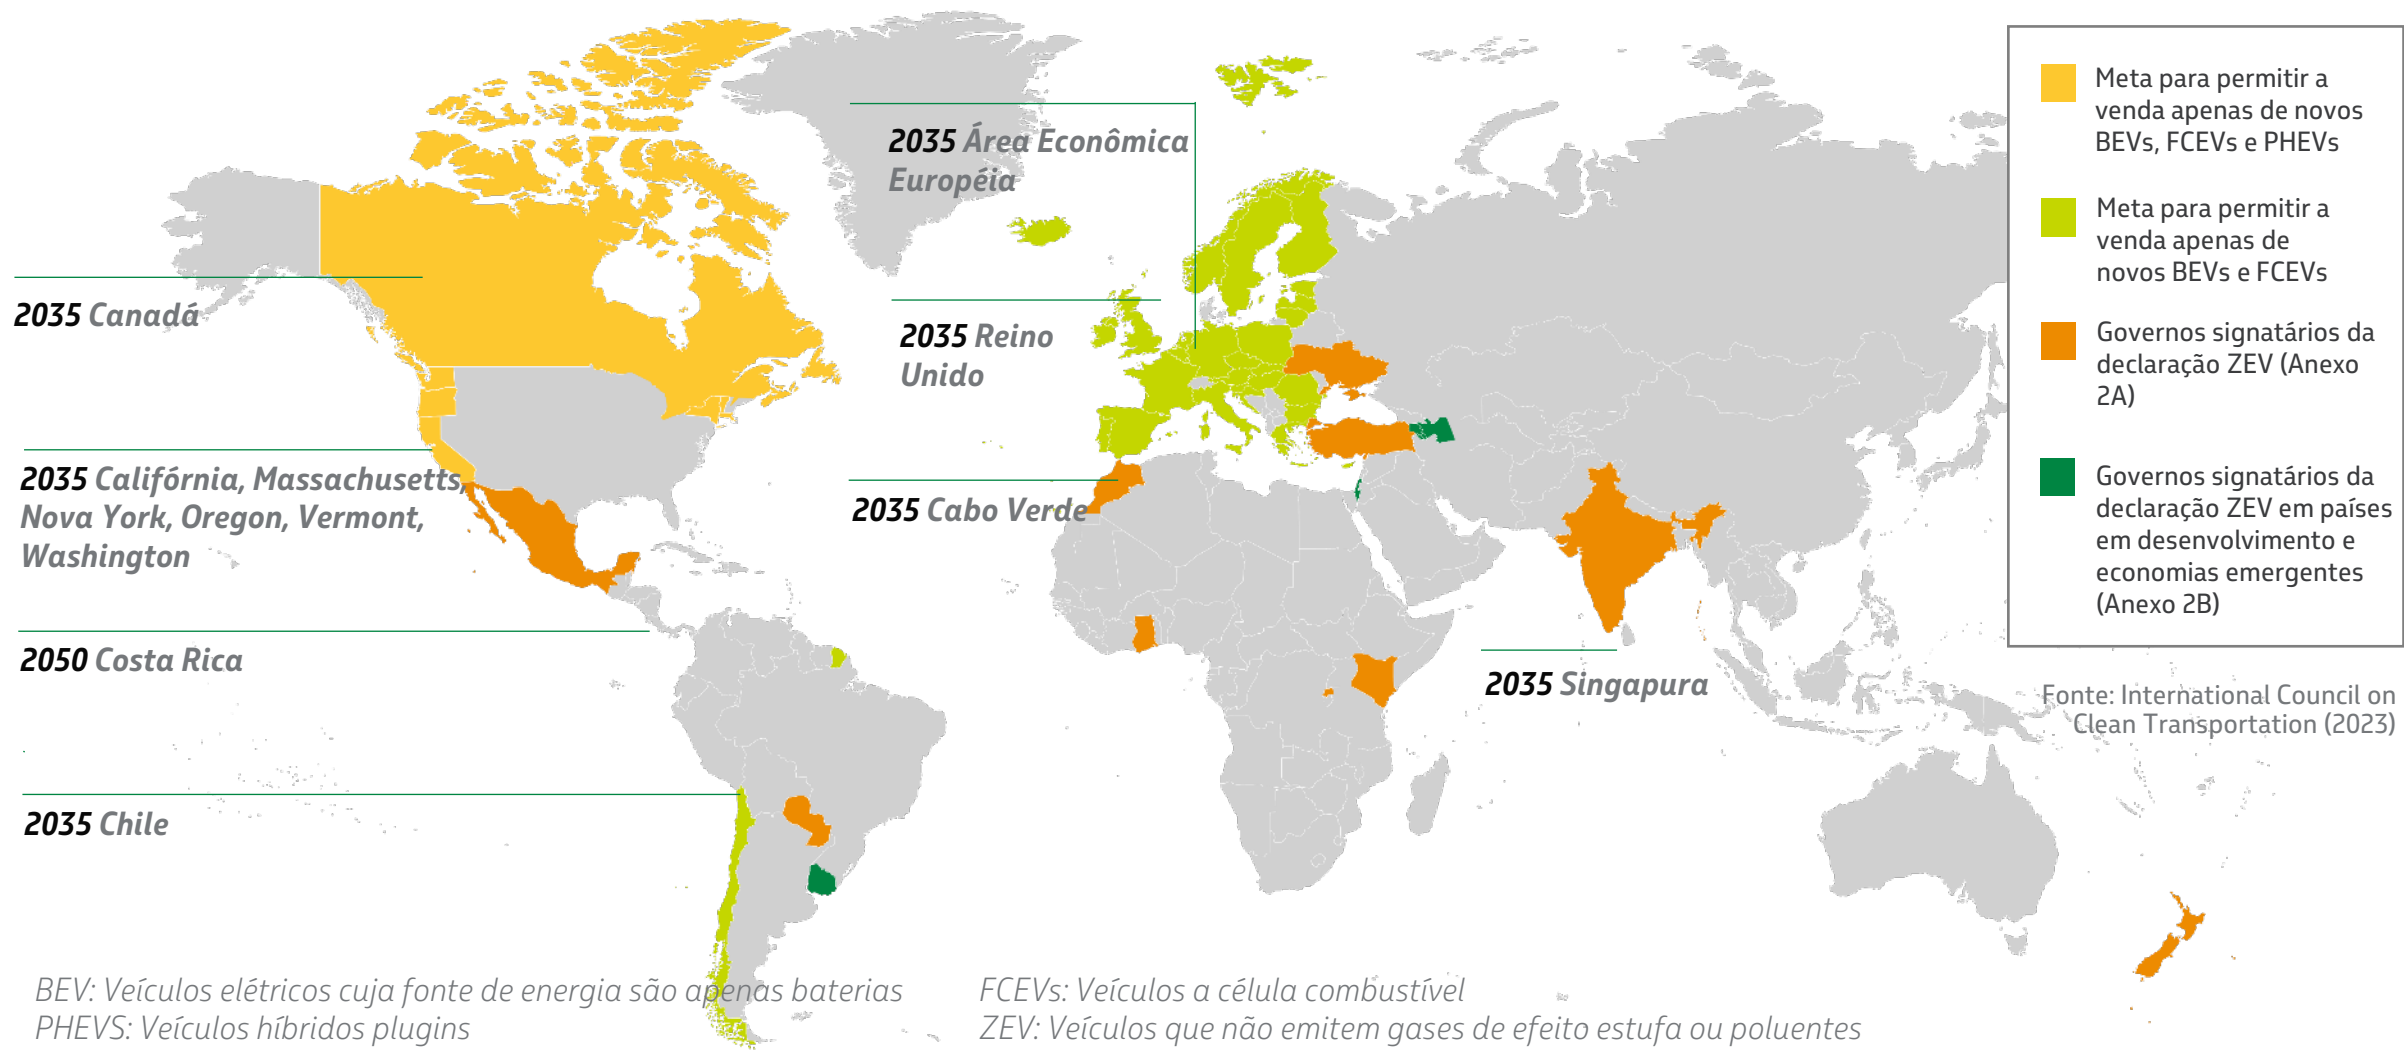 2035 Área Econômica
Européia
2035 Canadá
2035 Reino
Unido
2035 Califórnia, Massachusetts,
Nova York, Oregon, Vermont,
Washington
2035 Cabo Verde
2050 Costa Rica
2035 Singapura
2035 Chile
Meta para permitir a
venda apenas de novos
BEVs, FCEVs e PHEVs
Meta para permitir a
venda apenas de
novos BEVs e FCEVs
Governos signatários da
declaração ZEV (Anexo
2A)
Governos signatários da
declaração ZEV em países
em desenvolvimento e
economias emergentes
(Anexo 2B)
Fonte: International Council on
Clean Transportation (2023)
BEV: Veículos elétricos cuja fonte de energia são apenas baterias
PHEVS: Veículos híbridos plugins
FCEVs: Veículos a célula combustível
ZEV: Veículos que não emitem gases de efeito estufa ou poluentes